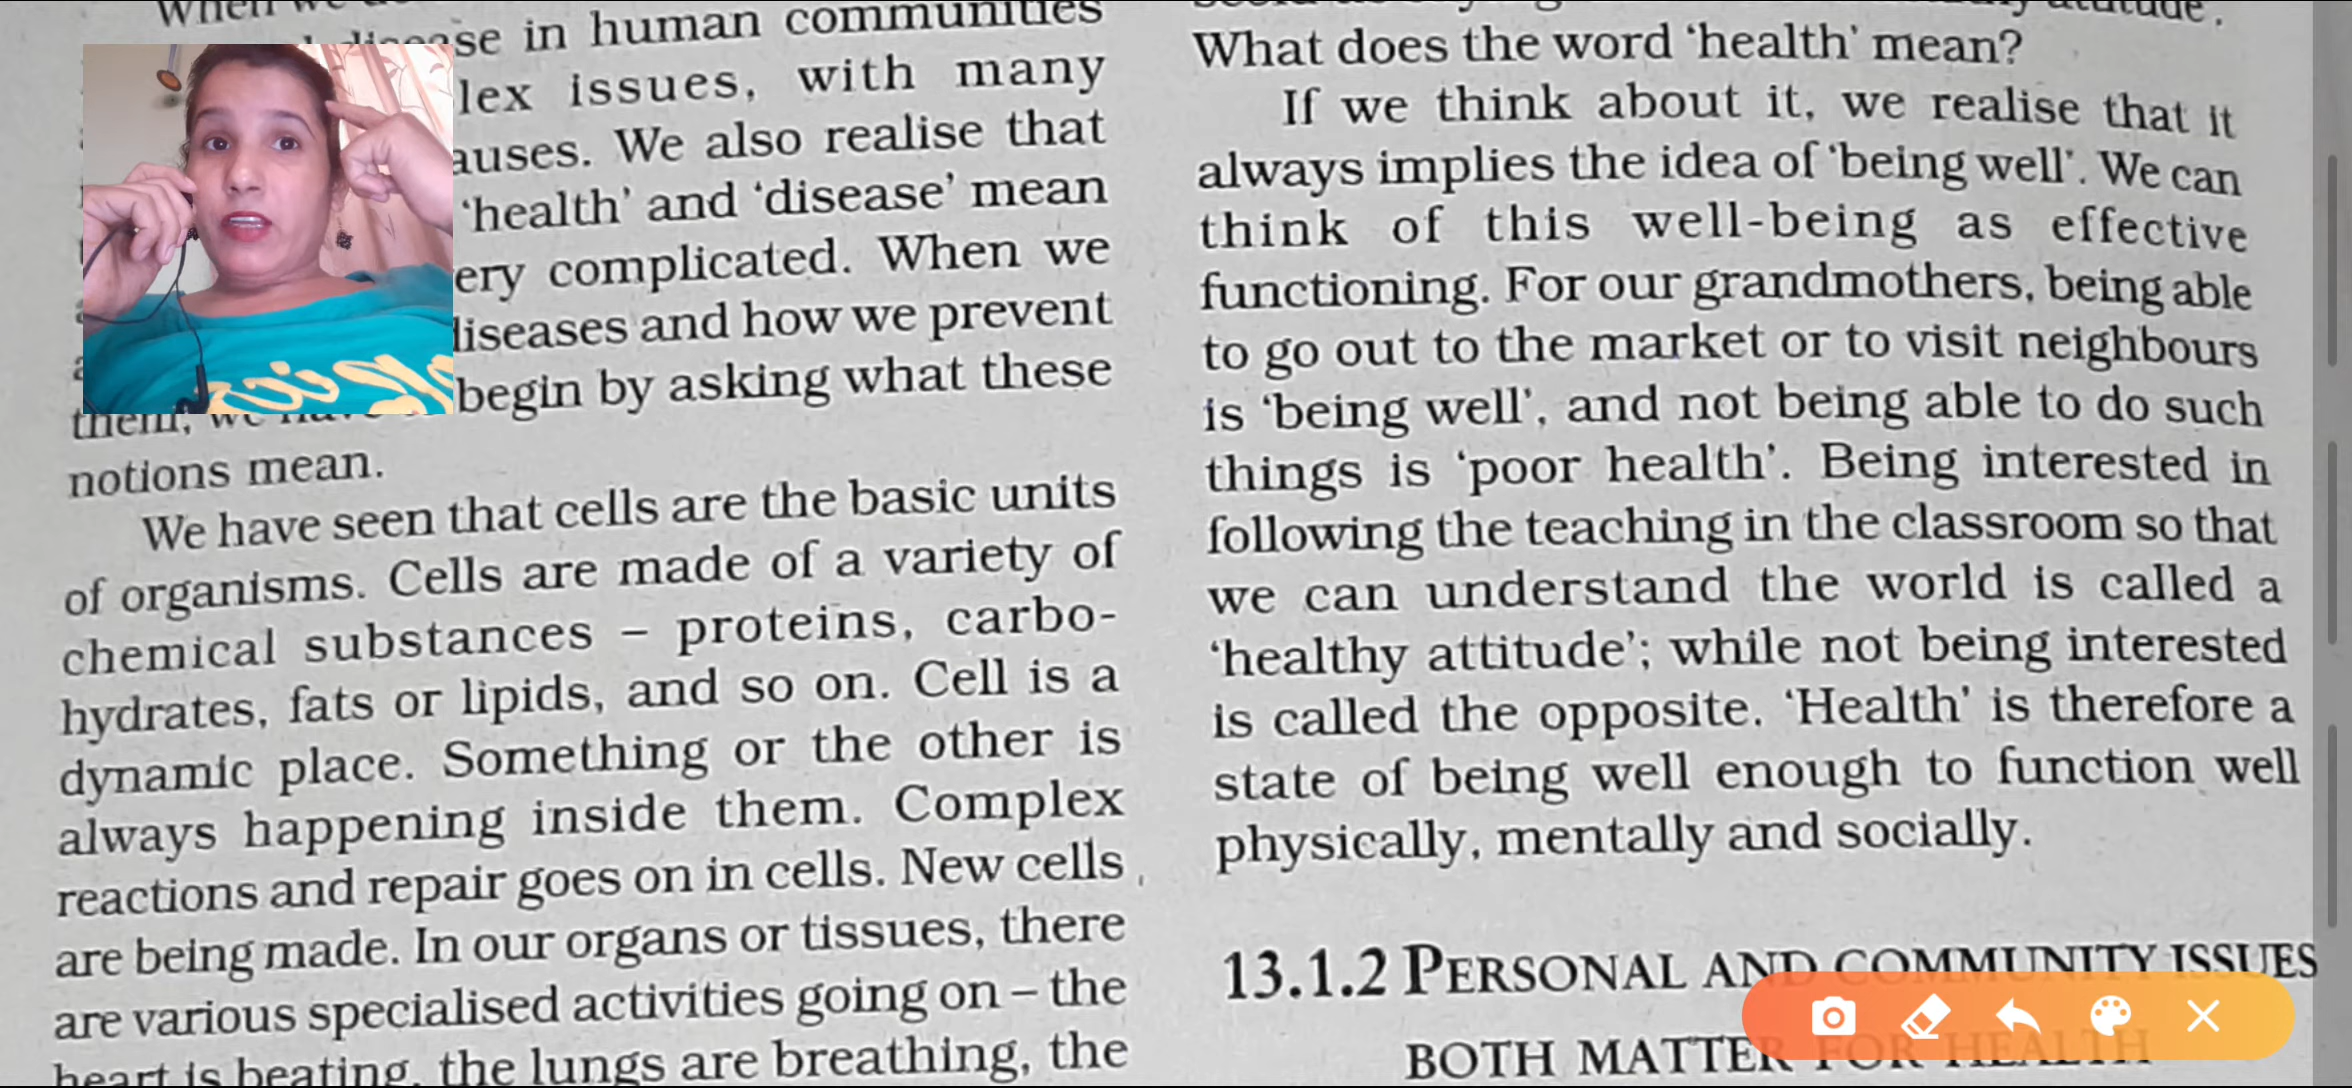 When we
disease in human communities
lex issues, with many
auses. We also realise that
'health' and 'disease' mean
ery complicated. When we
diseases and how we prevent
them, we have begin by asking what these
notions mean.
We have seen that cells are the basic units
of organisms. Cells are made of a variety of
chemical substances – proteins, carbo-
hydrates, fats or lipids, and so on. Cell is a
dynamic place. Something or the other is
always happening inside them. Complex
reactions and repair goes on in cells. New cells
are being made. In our organs or tissues, there
are various specialised activities going on – the
heart is beating, the lungs are breathing, the
attitude.
What does the word 'health' mean?
If we think about it, we realise that it
always implies the idea of 'being well'. We can
think of this well-being as effective
functioning. For our grandmothers, being able
to go out to the market or to visit neighbours
is 'being well', and not being able to do such
things is 'poor health'. Being interested in
following the teaching in the classroom so that
we can understand the world is called a
'healthy attitude'; while not being interested
is called the opposite. 'Health' is therefore a
state of being well enough to function well
physically, mentally and socially.
13.1.2 PERSONAL AND COMMUNITY ISSUES
BOTH MATTER FOR HEALTH